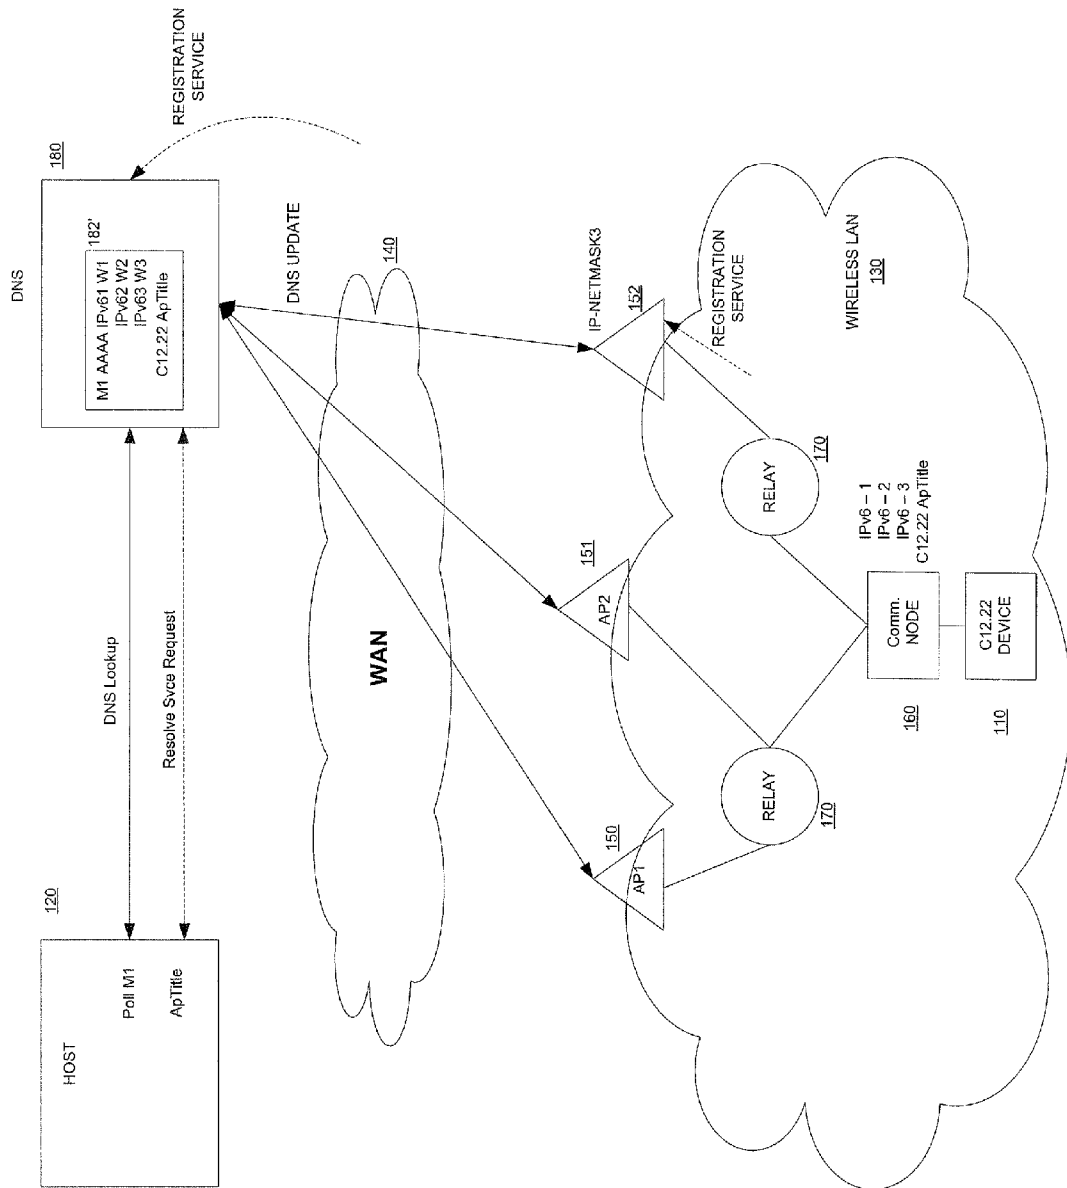 120
HOST
Poll M1
ApTitle
DNS Lookup
Resolve Svce Request
DNS
180
182'
M1 AAAA IPv61 W1
IPv62 W2
IPv63 W3
C12.22 ApTitle
REGISTRATION
SERVICE
DNS UPDATE
140
WAN
150
AP1
151
AP2
IP-NETMASK3
152
REGISTRATION
SERVICE
WIRELESS LAN
130
RELAY
170
RELAY
170
IPv6 – 1
IPv6 – 2
IPv6 – 3
C12.22 ApTitle
Comm.
NODE
160
C12.22
DEVICE
110